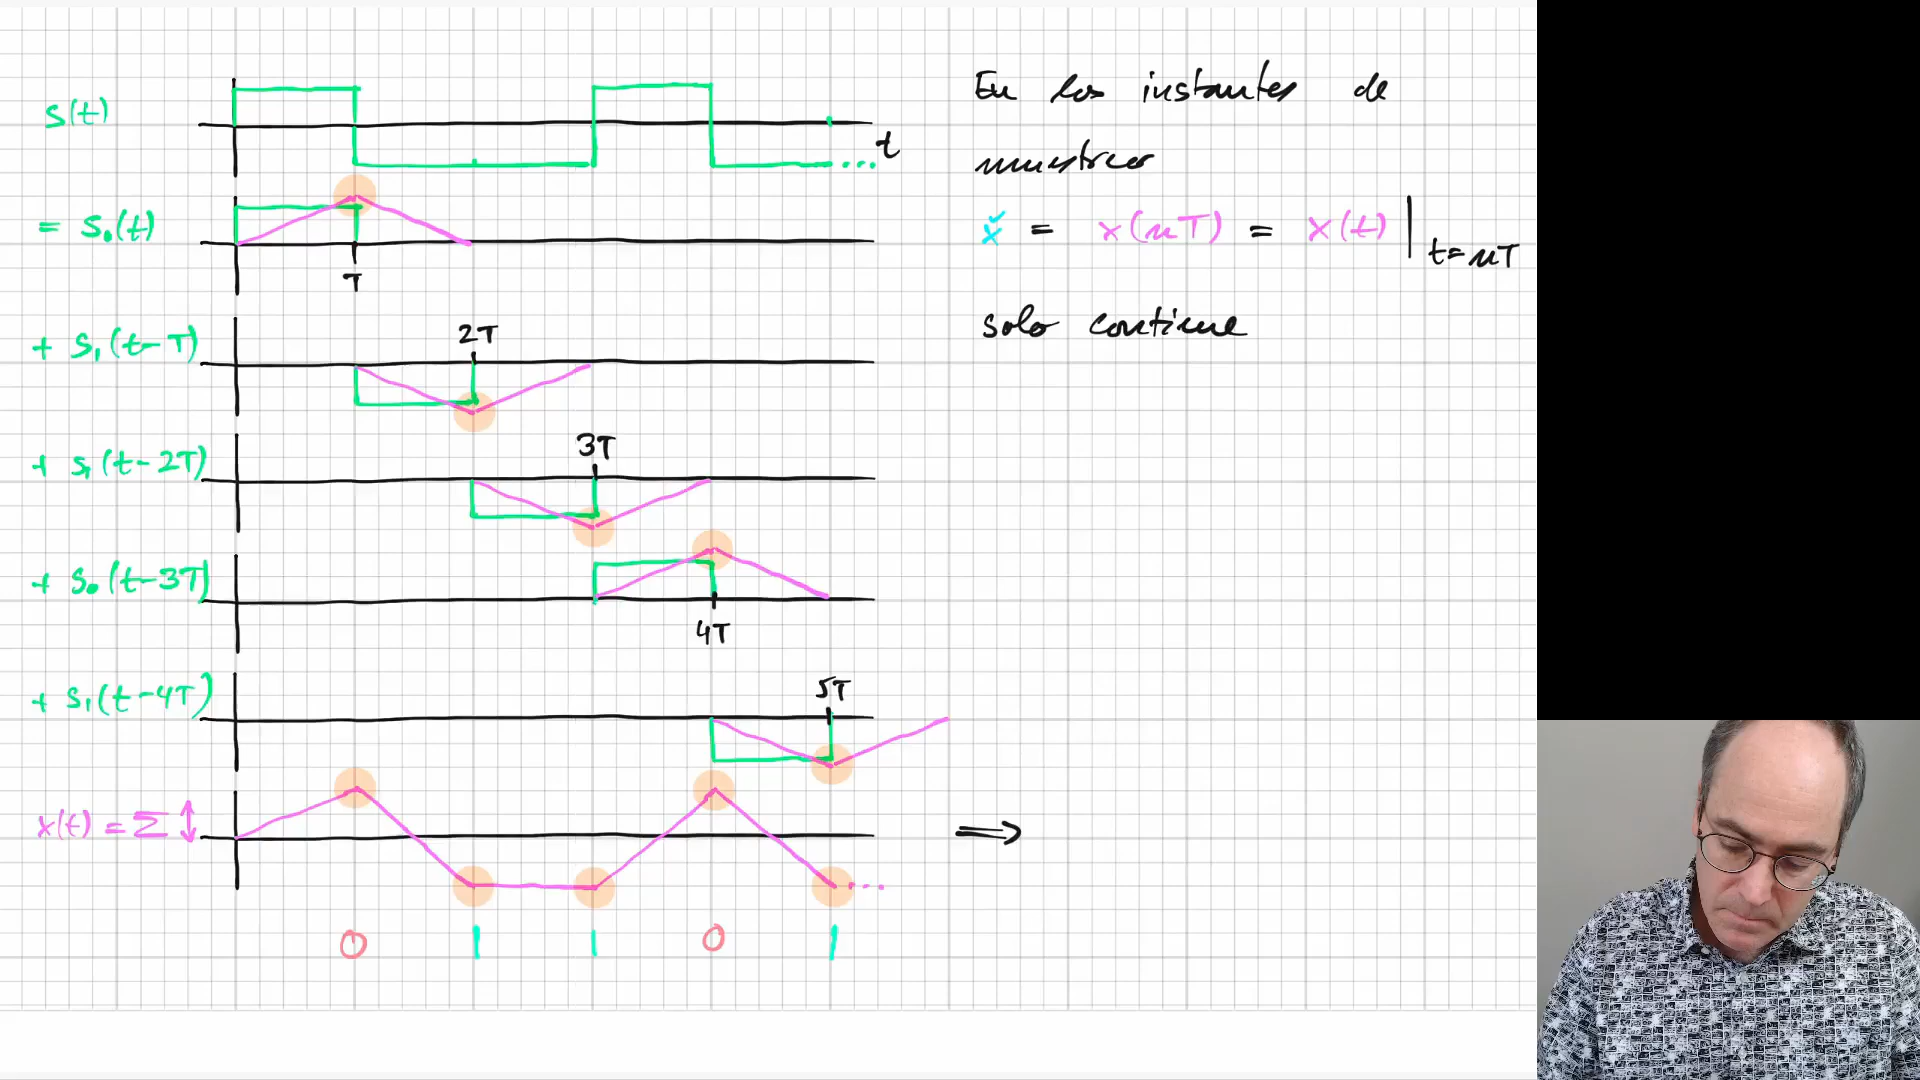 s(t)
t
= s₀(t)
T
+ s₁(t-T)
2T
+ s₁(t-2T)
3T
+ s₀(t-3T)
4T
+ s₁(t-4T)
5T
x(t) = Σ ↕
...
0 1 1 0 1
En los instantes de
muestreo
x̌ = x(nT) = x(t) | t=nT
solo contiene
⟹